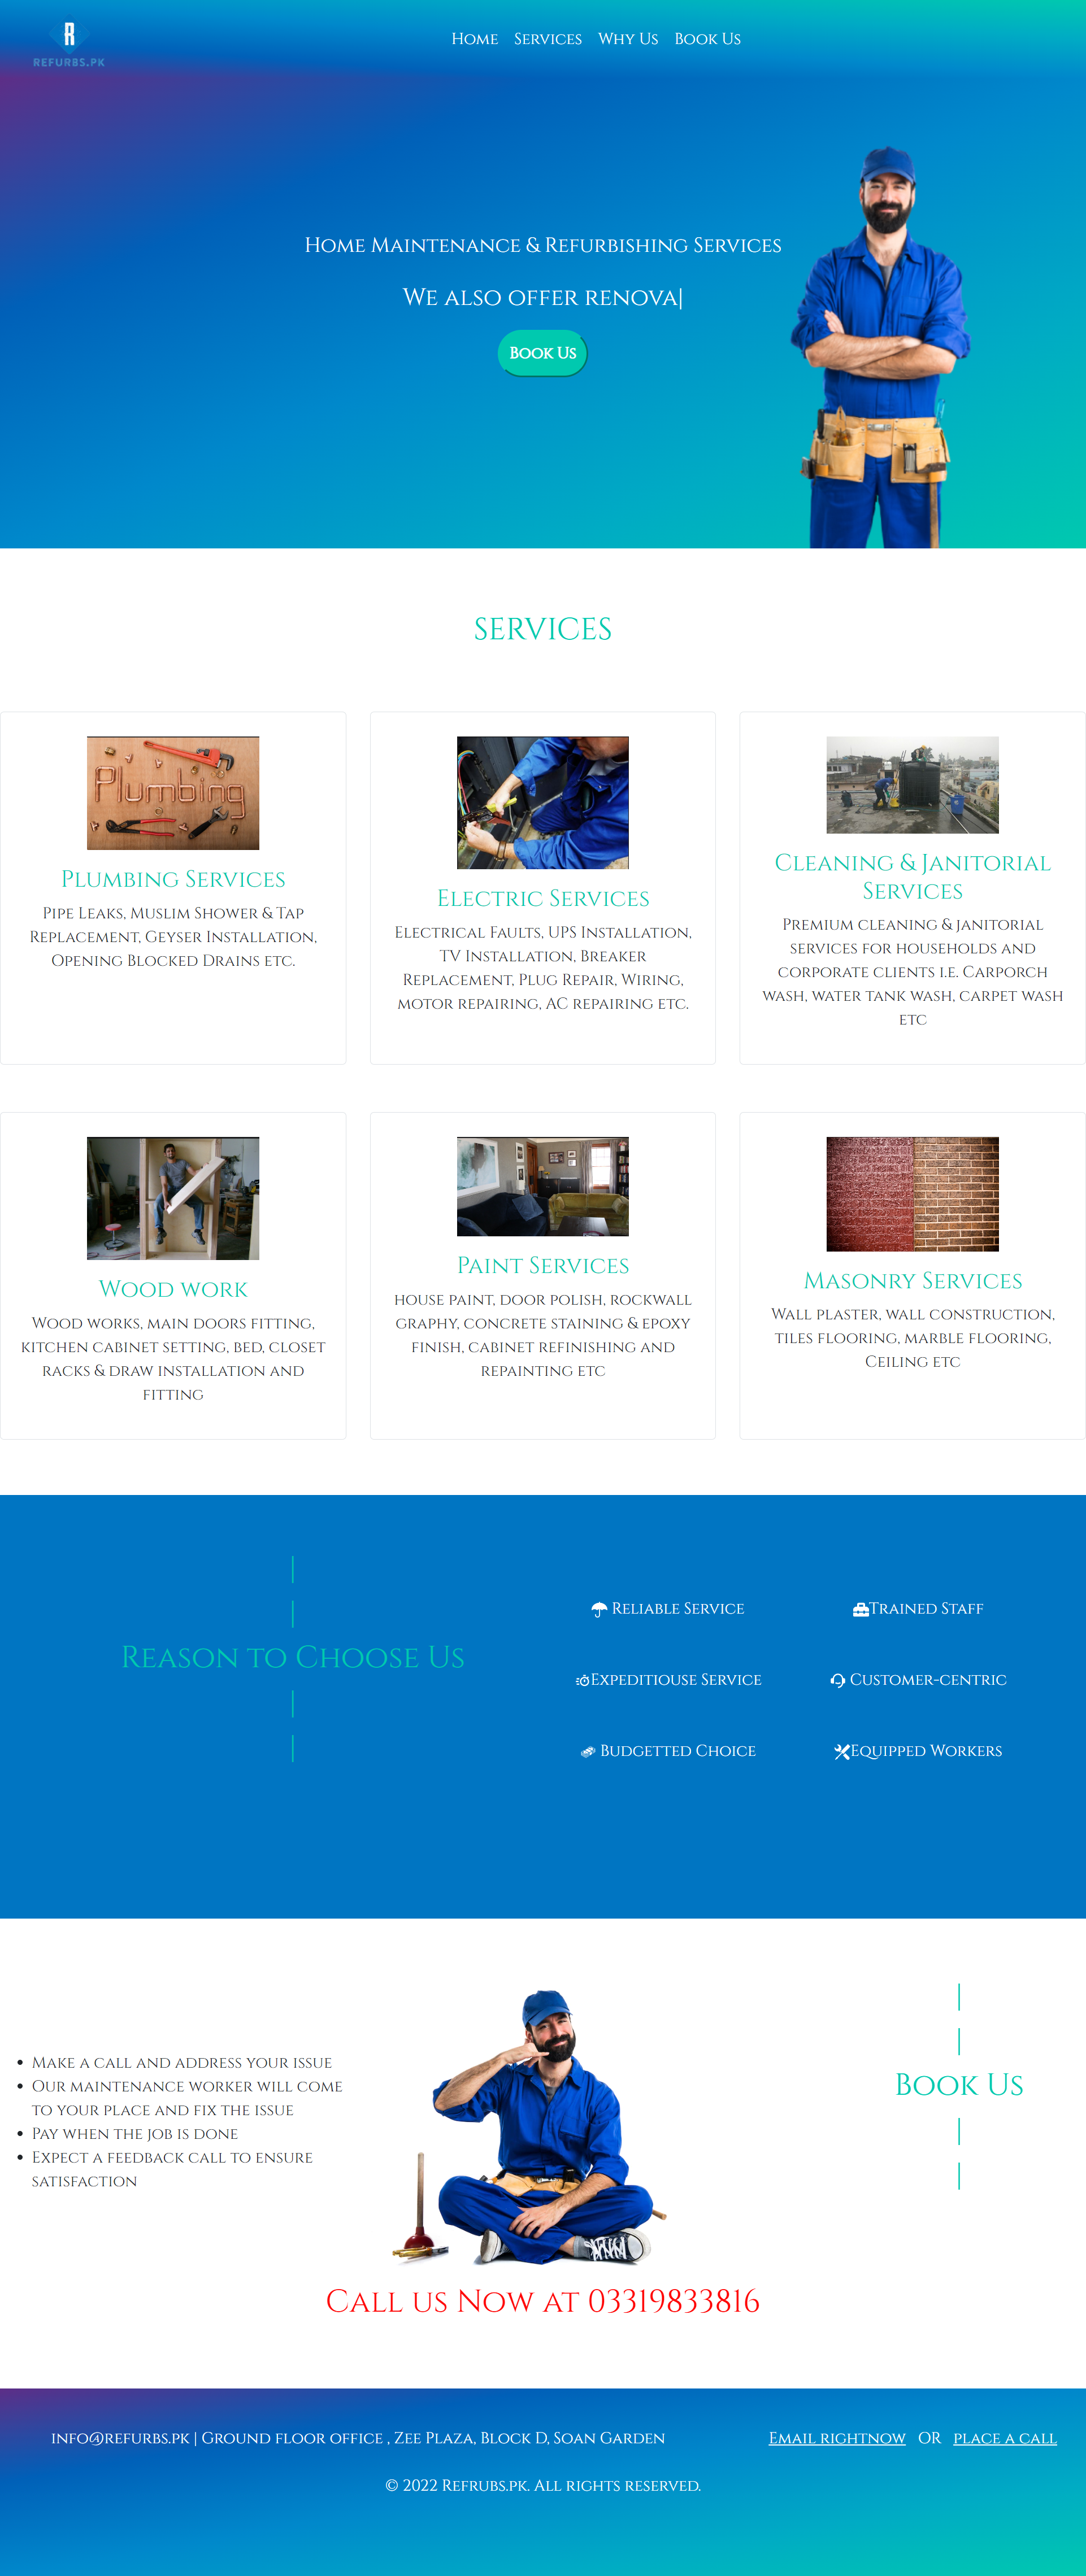 R
REFURBS.PK
Home Services Why Us Book Us
Home Maintenance & Refurbishing Services
We also offer renova|
Book Us
SERVICES
Plumbing
Plumbing Services
Pipe Leaks, Muslim Shower & Tap
Replacement, Geyser Installation,
Opening Blocked Drains etc.
Electric Services
Electrical Faults, UPS Installation,
TV Installation, Breaker
Replacement, Plug Repair, Wiring,
motor repairing, AC repairing etc.
Cleaning & Janitorial
Services
Premium cleaning & janitorial
services for households and
corporate clients i.e. Carporch
wash, water tank wash, carpet wash
etc
Wood work
Wood works, main doors fitting,
kitchen cabinet setting, bed, closet
racks & draw installation and
fitting
Paint Services
house paint, door polish, rockwall
graphy, concrete staining & epoxy
finish, cabinet refinishing and
repainting etc
Masonry Services
Wall plaster, wall construction,
tiles flooring, marble flooring,
Ceiling etc
Reason to Choose Us
Reliable Service
Trained Staff
Expeditiouse Service
Customer-centric
Budgetted Choice
Equipped Workers
Make a call and address your issue
Our maintenance worker will come
to your place and fix the issue
Pay when the job is done
Expect a feedback call to ensure
satisfaction
Book Us
Call us Now at 03319833816
info@refurbs.pk | Ground floor office , Zee Plaza, Block D, Soan Garden
Email rightnow OR place a call
© 2022 Refrubs.pk. All rights reserved.